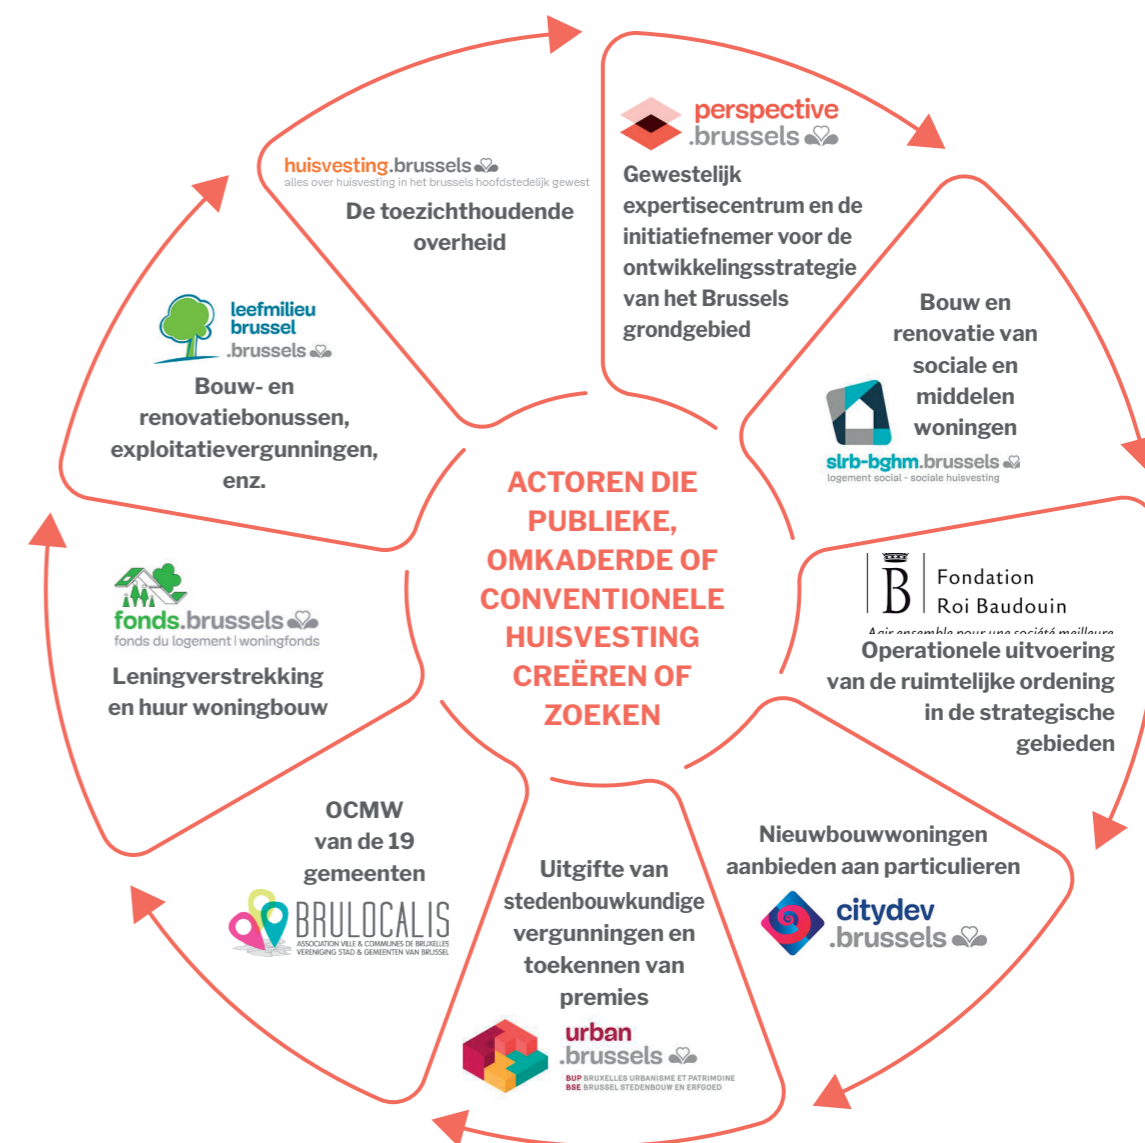 perspective
.brussels
Gewestelijk
expertisecentrum en de
initiatiefnemer voor de
ontwikkelingsstrategie
van het Brussels
grondgebied
Bouw en
renovatie van
sociale en
middelen
woningen
slrb-bghm.brussels
logement social - sociale huisvesting
B
Fondation
Roi Baudouin
Agir ensemble pour une société meilleure
Operationele uitvoering
van de ruimtelijke ordening
in de strategische
gebieden
Nieuwbouwwoningen
aanbieden aan particulieren
citydev
.brussels
Uitgifte van
stedenbouwkundige
vergunningen en
toekennen van
premies
urban
.brussels
BUP BRUXELLES URBANISME ET PATRIMOINE
BSE BRUSSEL STEDENBOUW EN ERFGOED
OCMW
van de 19
gemeenten
BRULOCALIS
ASSOCIATION VILLE & COMMUNES DE BRUXELLES
VERENIGING STAD & GEMEENTEN VAN BRUSSEL
fonds.brussels
fonds du logement | woningfonds
Leningverstrekking
en huur woningbouw
leefmilieu
brussel
.brussels
Bouw- en
renovatiebonussen,
exploitatievergunningen,
enz.
huisvesting.brussels
alles over huisvesting in het brussels hoofdstedelijk gewest
De toezichthoudende
overheid
ACTOREN DIE
PUBLIEKE,
OMKADERDE OF
CONVENTIONELE
HUISVESTING
CREËREN OF
ZOEKEN